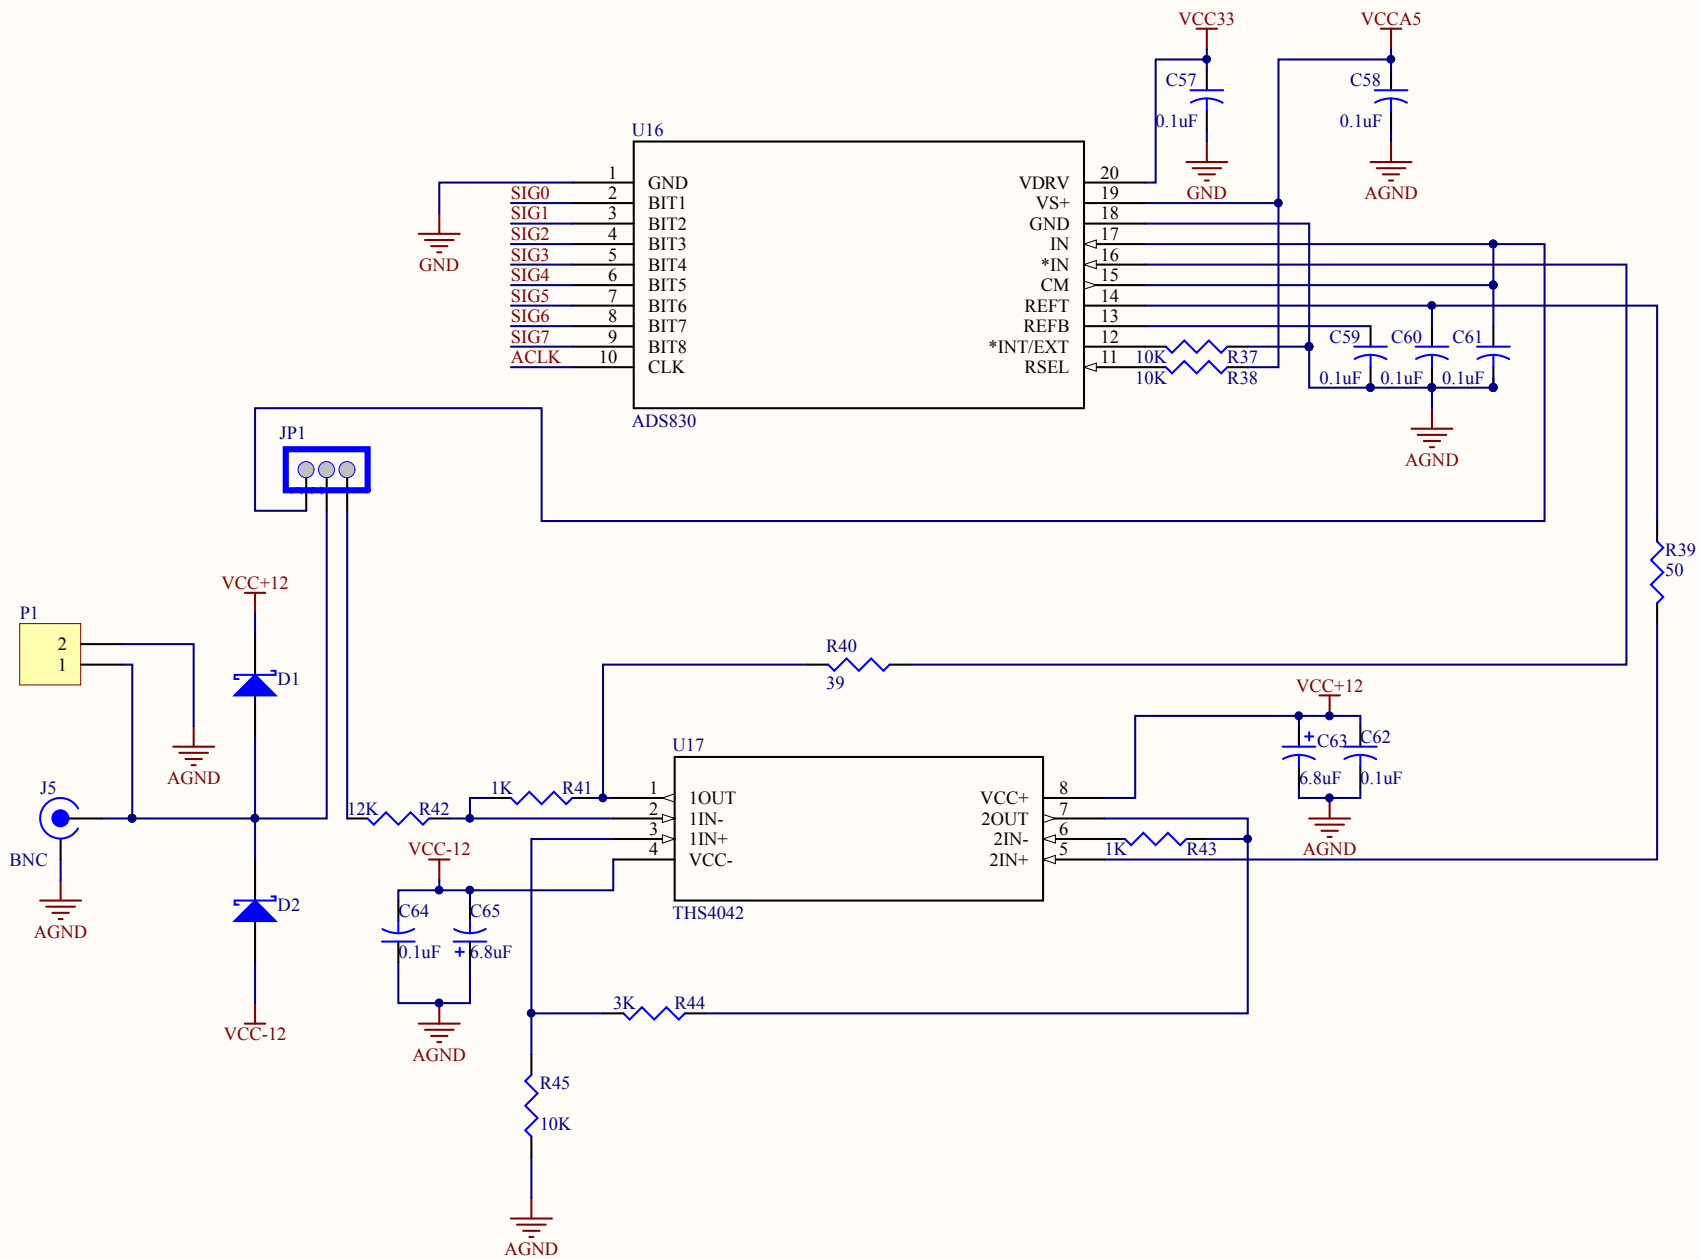 VCC33
VCCA5
C57
0.1uF
C58
0.1uF
GND
AGND
U16
1 GND VDRV 20
SIG0 2 BIT1 VS+ 19
SIG1 3 BIT2 GND 18
SIG2 4 BIT3 IN 17
SIG3 5 BIT4 *IN 16
SIG4 6 BIT5 CM 15
SIG5 7 BIT6 REFT 14
SIG6 8 BIT7 REFB 13
SIG7 9 BIT8 *INT/EXT 12
ACLK 10 CLK RSEL 11
GND
10K R37
10K R38
C59
0.1uF
C60
0.1uF
C61
0.1uF
AGND
ADS830
JP1
R39
50
VCC+12
P1
2
1
D1
AGND
R40
39
VCC+12
C63
6.8uF
C62
0.1uF
AGND
U17
J5
BNC
AGND
1K R41
12K R42
1 1OUT VCC+ 8
2 1IN- 2OUT 7
3 1IN+ 2IN- 6
4 VCC- 2IN+ 5
1K R43
VCC-12
D2
C64
0.1uF
C65
6.8uF
THS4042
VCC-12
AGND
3K R44
R45
10K
AGND